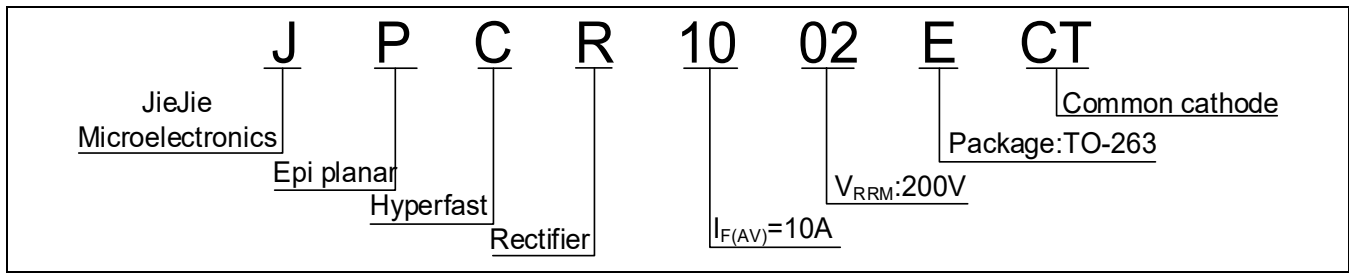 J P C R 10 02 E CT
JieJie
Microelectronics
Common cathode
Package:TO-263
Epi planar
VRRM:200V
Hyperfast
IF(AV)=10A
Rectifier